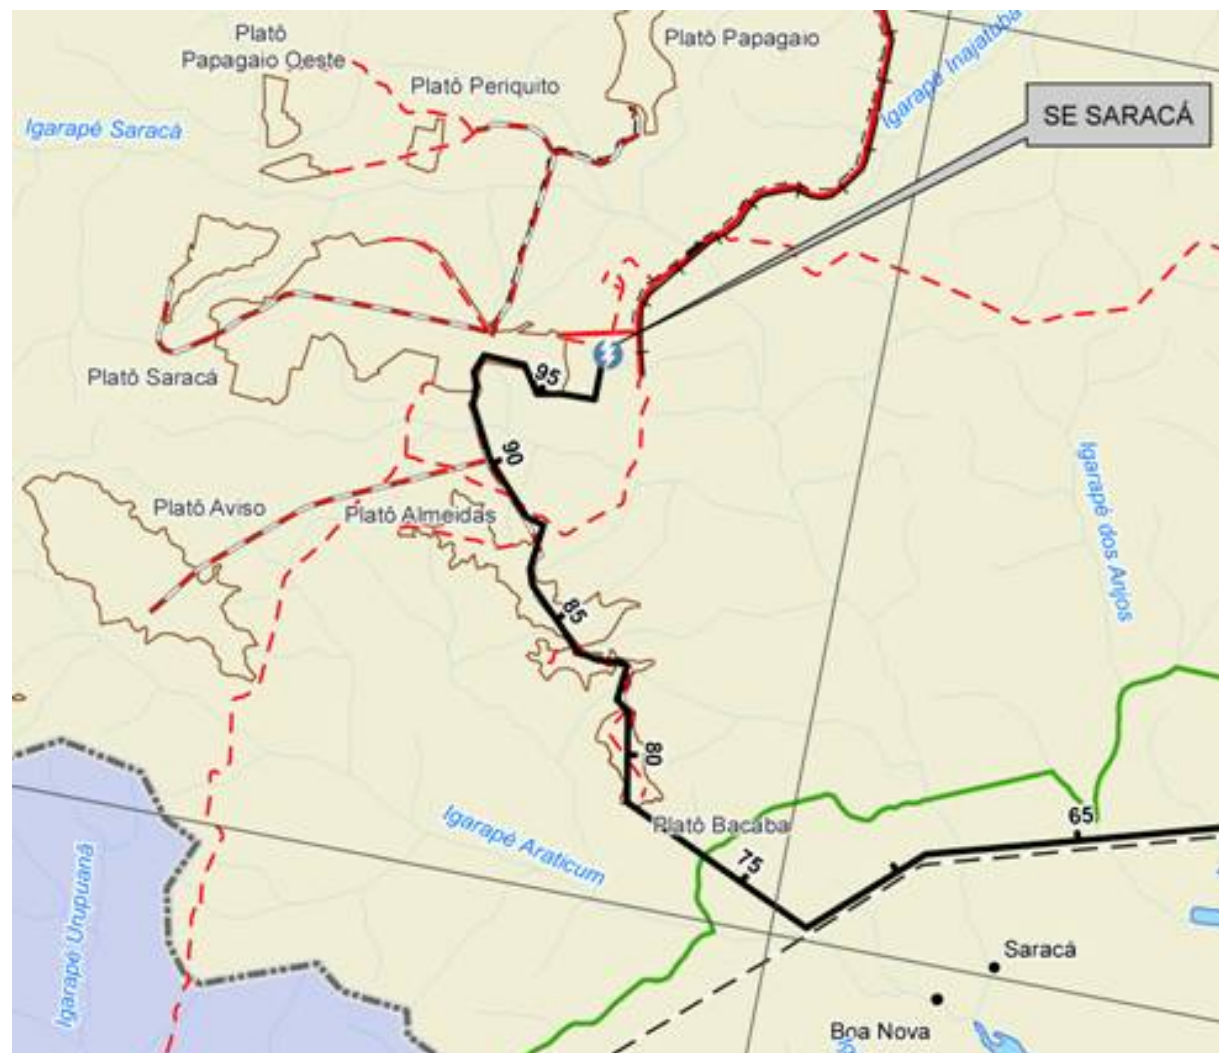 Platô
Papagaio Oeste
Platô Papagaio
Platô Periquito
Igarapé Saracá
Igarapé Inajatuba
SE SARACÁ
Platô Saracá
95
90
Platô Aviso
Platô Almeidas
Igarapé dos Anjos
85
80
Igarapé Araticum
Platô Bacaba
65
75
Igarapé Urupuaná
Saracá
Boa Nova